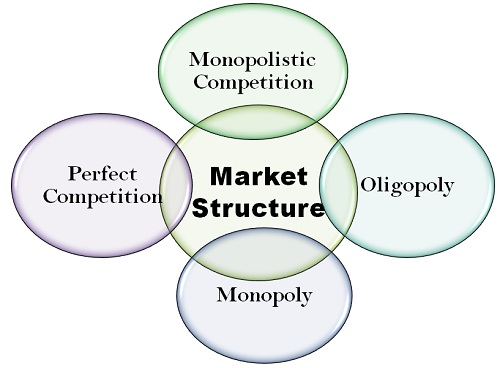 Monopolistic
Competition
Perfect
Competition
Market
Structure
Oligopoly
Monopoly